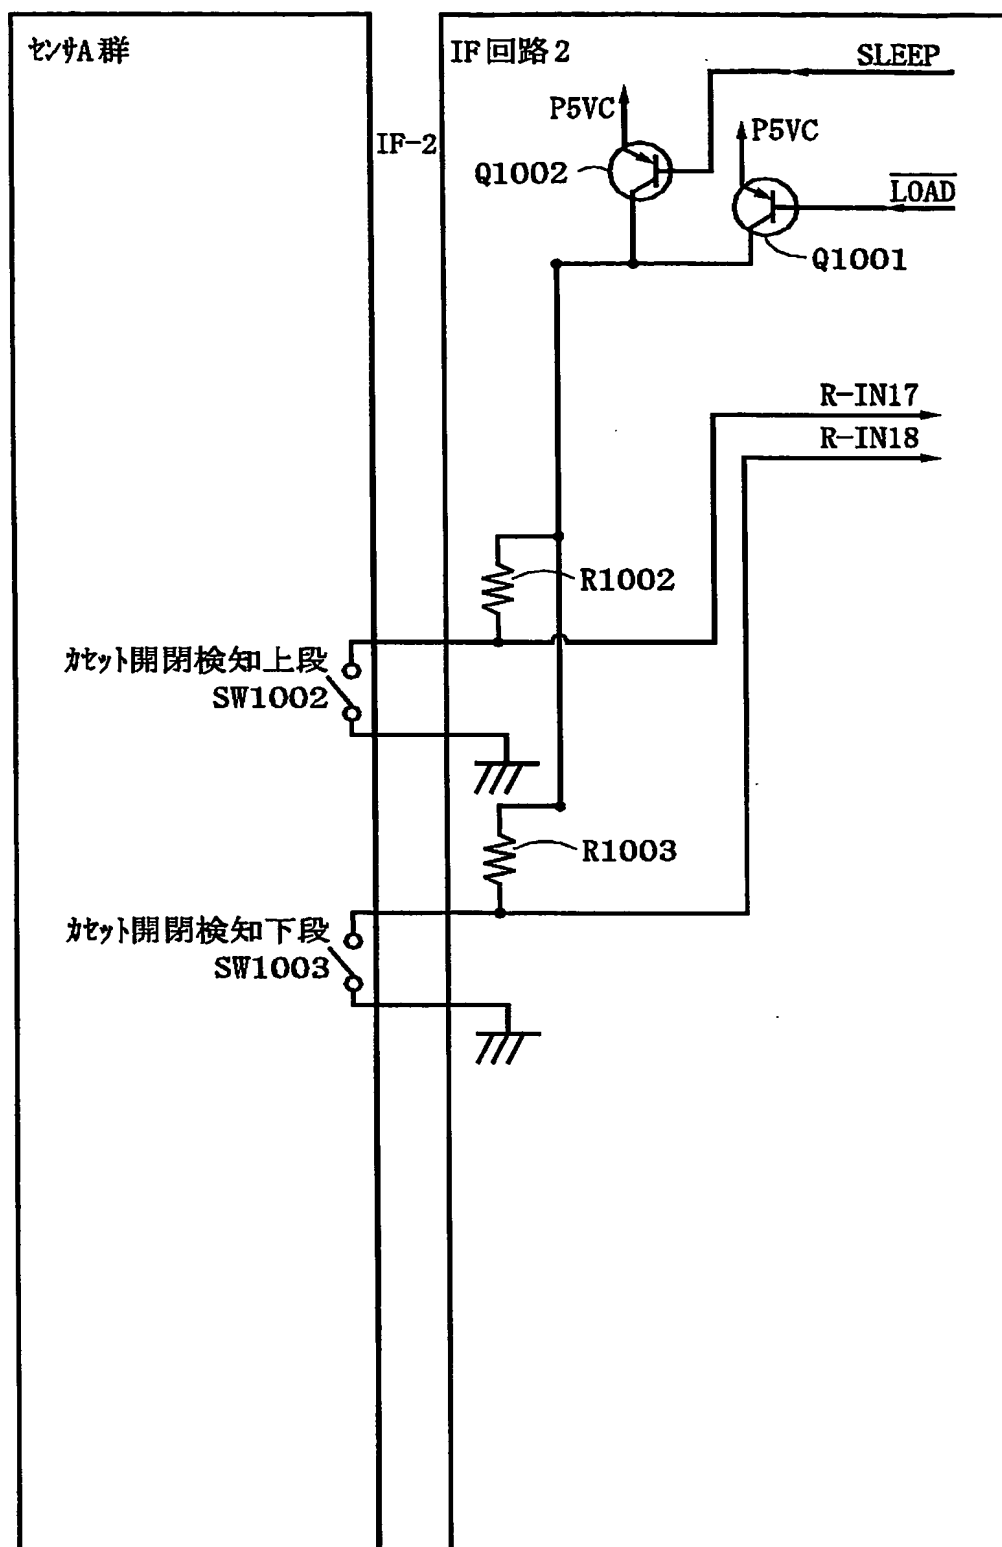 ｾﾝｻA群
IF回路2
SLEEP
P5VC
P5VC
IF-2
Q1002
LOAD
Q1001
R-IN17
R-IN18
R1002
ｶｾｯﾄ開閉検知上段
SW1002
R1003
ｶｾｯﾄ開閉検知下段
SW1003